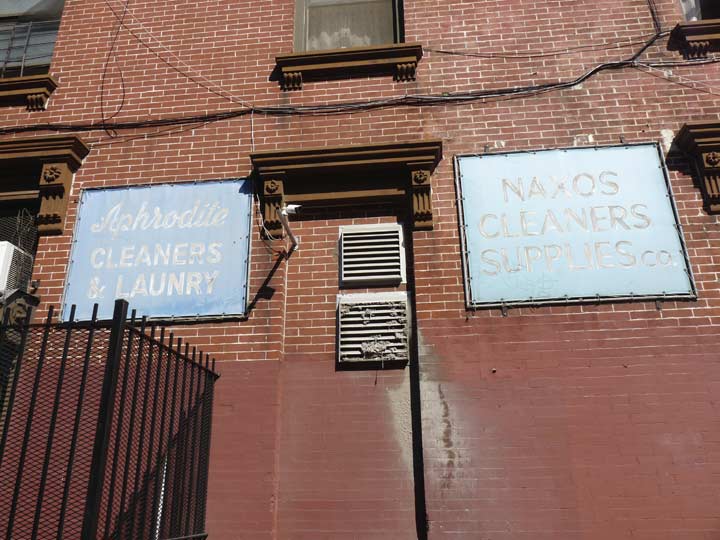 Aphrodite
CLEANERS
& LAUNRY
NAXOS
CLEANERS
SUPPLIES CO.